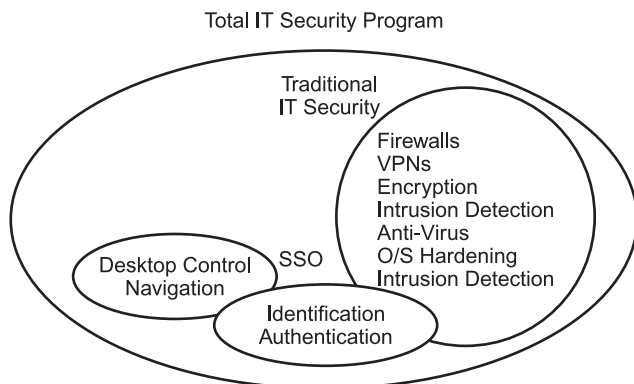 Total IT Security Program
Traditional
IT Security
Firewalls
VPNs
Encryption
Intrusion Detection
Anti-Virus
O/S Hardening
Intrusion Detection
SSO
Desktop Control
Navigation
Identification
Authentication